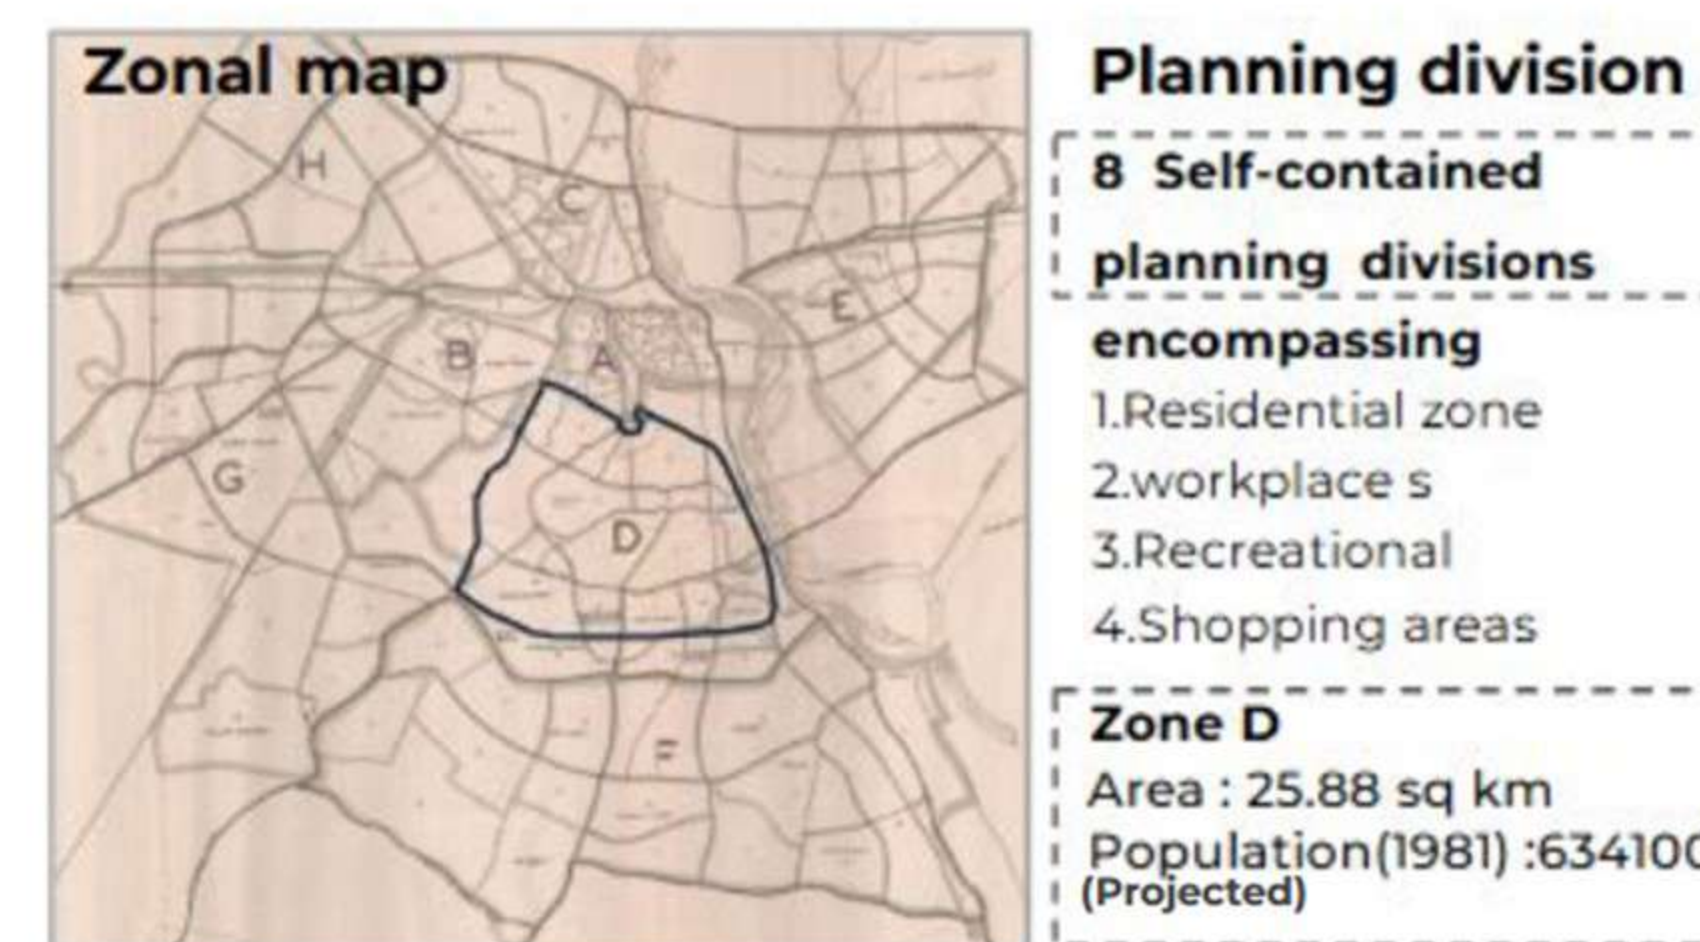 Zonal map
H
C
E
B
A
G
D
F
Planning division
8 Self-contained
planning divisions
encompassing
1.Residential zone
2.workplace s
3.Recreational
4.Shopping areas
Zone D
Area : 25.88 sq km
Population(1981) :634100
(Projected)